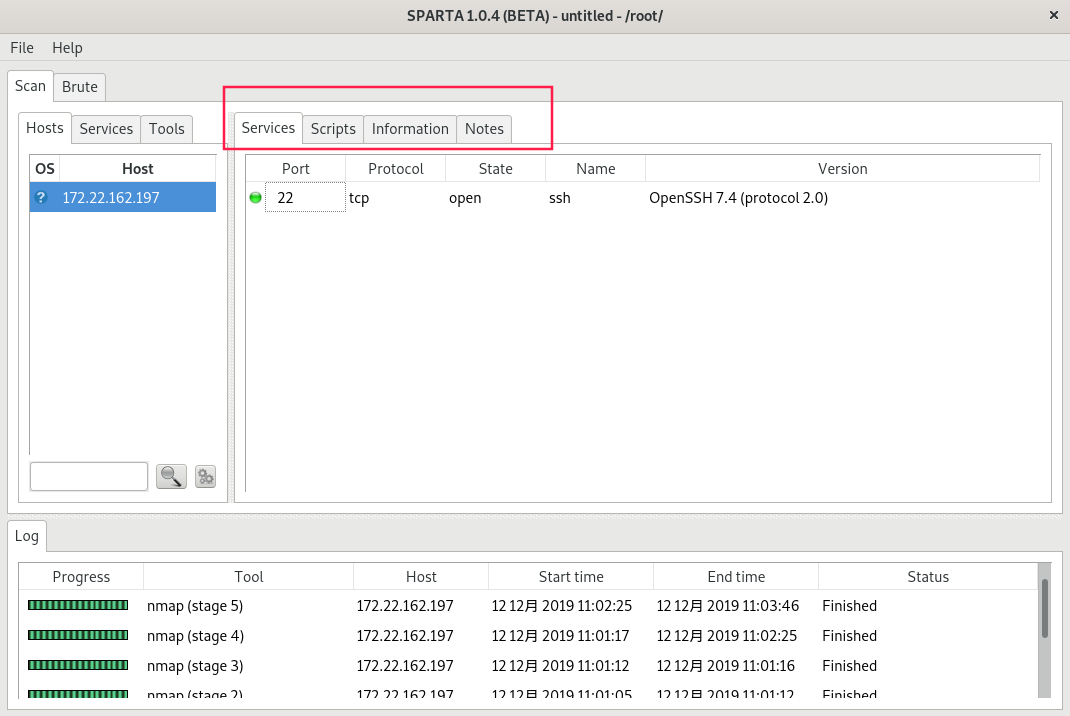 SPARTA 1.0.4 (BETA) - untitled - /root/ ×
File Help
Scan Brute
Hosts Services Tools Services Scripts Information Notes
OS Host Port Protocol State Name Version
? 172.22.162.197 22 tcp open ssh OpenSSH 7.4 (protocol 2.0)
Log
Progress Tool Host Start time End time Status
nmap (stage 5) 172.22.162.197 12 12月 2019 11:02:25 12 12月 2019 11:03:46 Finished
nmap (stage 4) 172.22.162.197 12 12月 2019 11:01:17 12 12月 2019 11:02:25 Finished
nmap (stage 3) 172.22.162.197 12 12月 2019 11:01:12 12 12月 2019 11:01:16 Finished
nmap (stage 2) 172.22.162.197 12 12月 2019 11:01:05 12 12月 2019 11:01:12 Finished